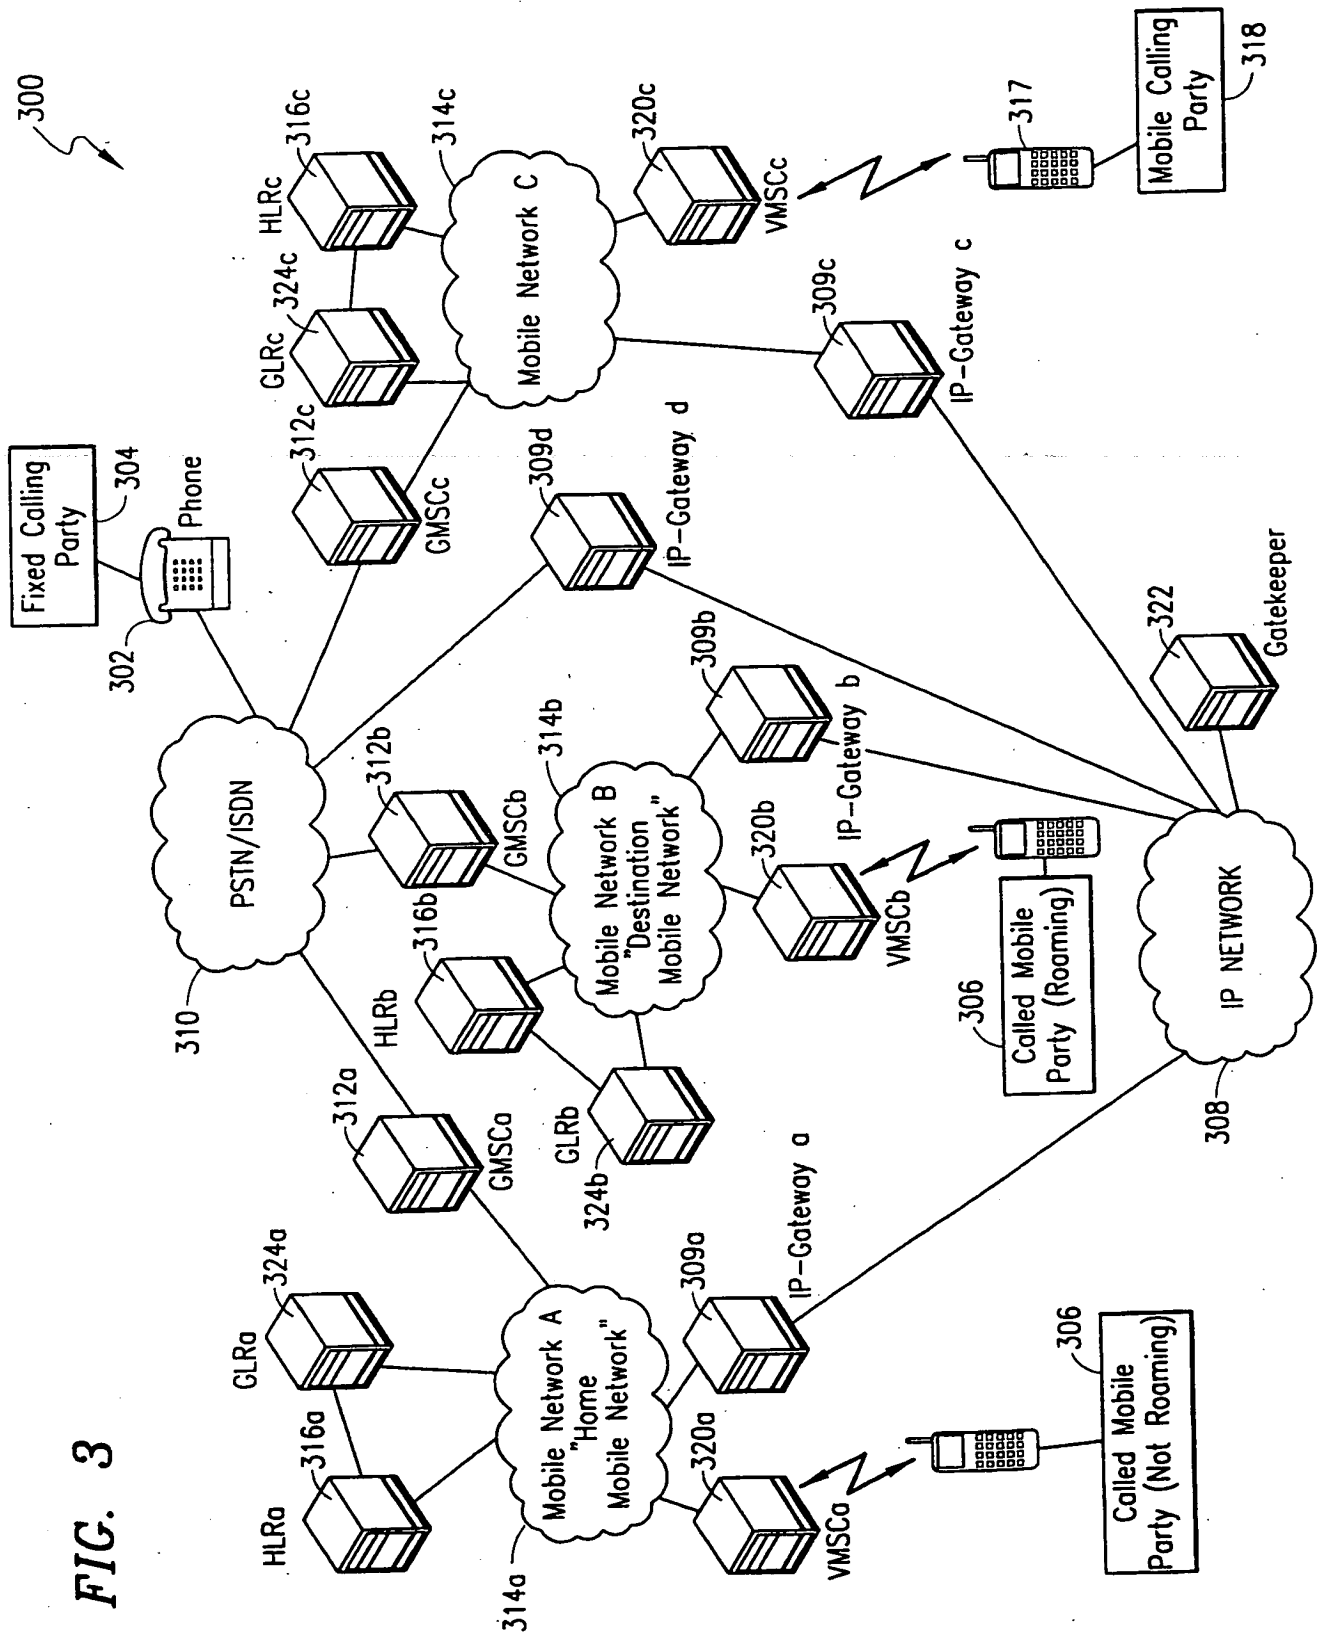 FIG. 3
300
Fixed Calling
Party
304
302
Phone
PSTN/ISDN
310
HLRa
316a
GLRa
324a
312a
GMSCa
Mobile Network A
"Home
Mobile Network"
314a
320a
VMSCa
309a
IP-Gateway a
Called Mobile
Party (Not Roaming)
306
312b
GMSCb
316b
HLRb
GLRb
324b
314b
Mobile Network B
"Destination
Mobile Network"
320b
VMSCb
309b
IP-Gateway b
306
Called Mobile
Party (Roaming)
309d
IP-Gateway d
312c
GMSCc
GLRc
324c
HLRc
316c
314c
Mobile Network C
320c
VMSCc
309c
IP-Gateway c
317
Mobile Calling
Party
318
322
Gatekeeper
IP NETWORK
308